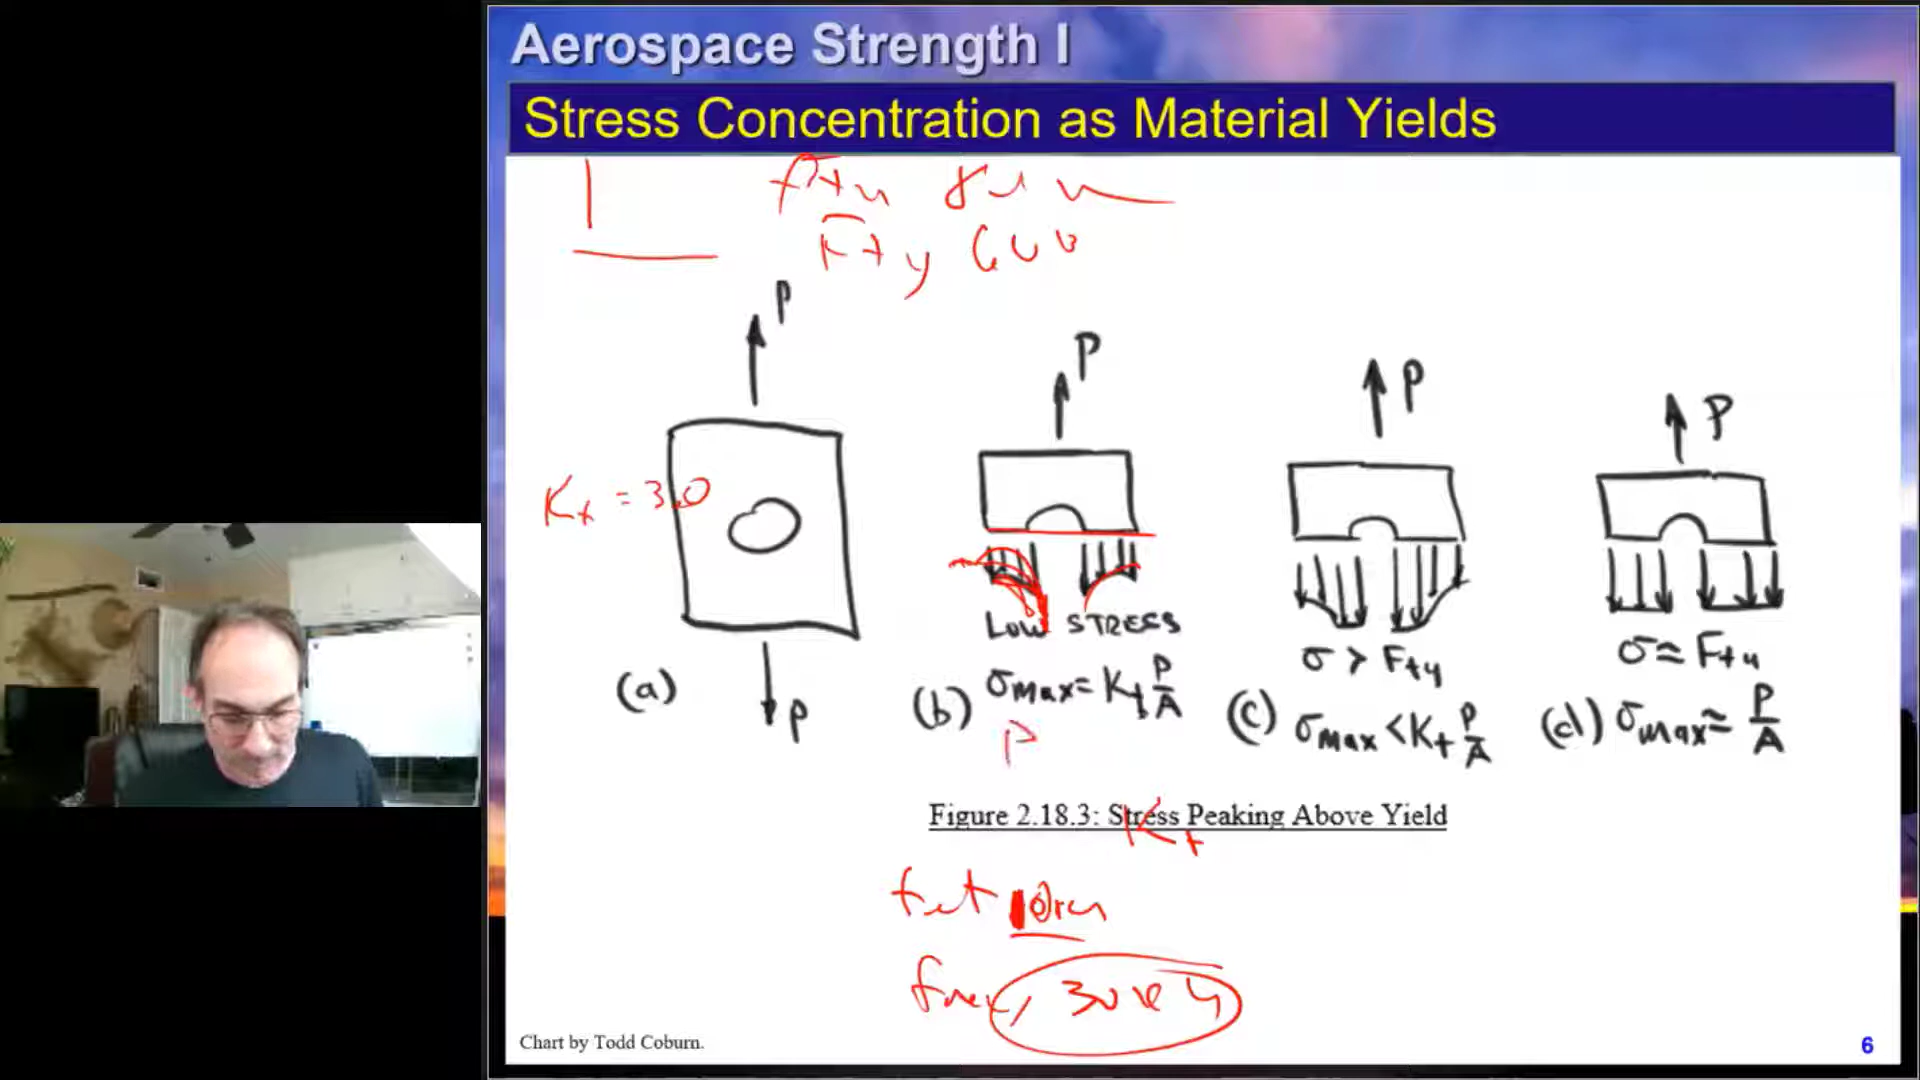 Aerospace Strength I
Stress Concentration as Material Yields
Ftu
Fty 60
P
P
P
P
Kt = 3.0
LOW STRESS
σ > Fty
σ ≈ Ftu
(a)
P
(b) σmax = Kt P/A
(c) σmax < Kt P/A
(d) σmax ≈ P/A
P
Figure 2.18.3: Stress Peaking Above Yield
Kt
Chart by Todd Coburn.
6